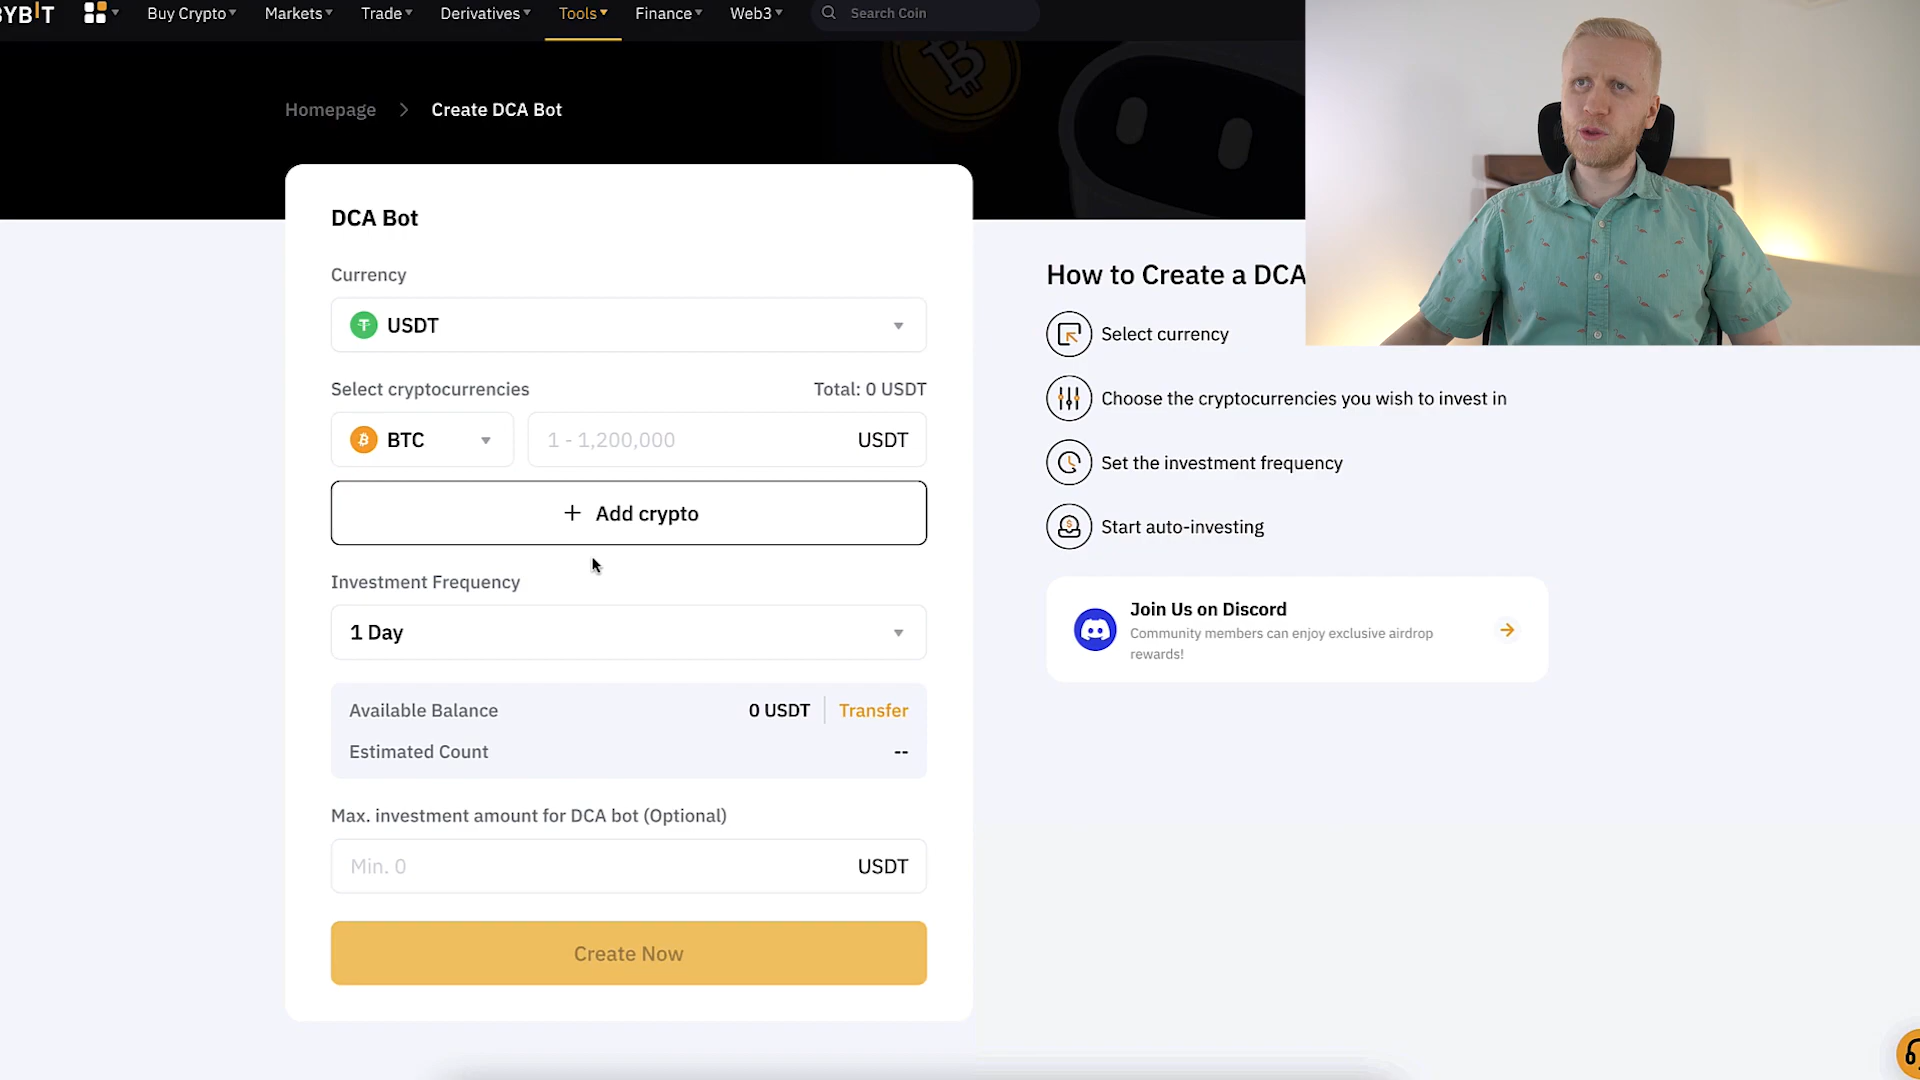 BYBIT Buy Crypto Markets Trade Derivatives Tools Finance Web3 Search Coin
Homepage > Create DCA Bot
DCA Bot
Currency
USDT
Select cryptocurrencies Total: 0 USDT
BTC 1 - 1,200,000 USDT
+ Add crypto
Investment Frequency
1 Day
Available Balance 0 USDT Transfer
Estimated Count --
Max. investment amount for DCA bot (Optional)
Min. 0 USDT
Create Now
How to Create a DCA
Select currency
Choose the cryptocurrencies you wish to invest in
Set the investment frequency
Start auto-investing
Join Us on Discord
Community members can enjoy exclusive airdrop
rewards!